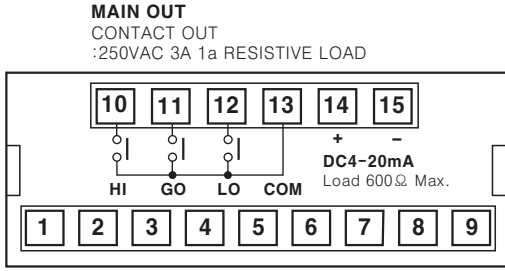 MAIN OUT
CONTACT OUT
:250VAC 3A 1a RESISTIVE LOAD
10 11 12 13 14 15
+ −
HI GO LO COM
DC4-20mA
Load 600Ω Max.
1 2 3 4 5 6 7 8 9